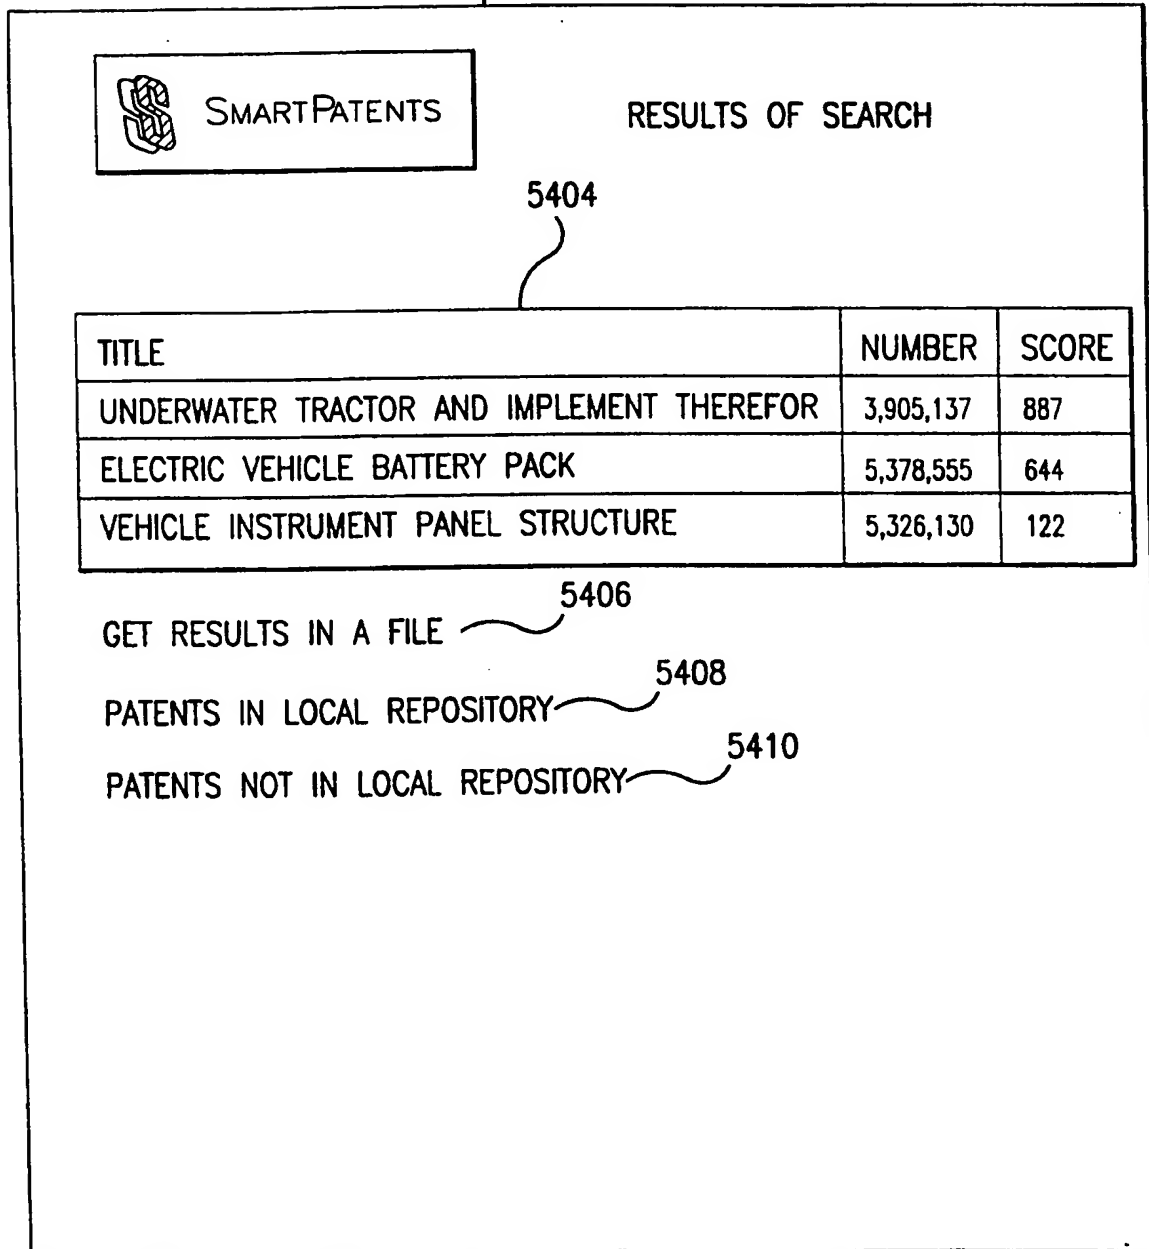 SMARTPATENTS
RESULTS OF SEARCH
5404
TITLE NUMBER SCORE
UNDERWATER TRACTOR AND IMPLEMENT THEREFOR 3,905,137 887
ELECTRIC VEHICLE BATTERY PACK 5,378,555 644
VEHICLE INSTRUMENT PANEL STRUCTURE 5,326,130 122
5406
GET RESULTS IN A FILE
5408
PATENTS IN LOCAL REPOSITORY
5410
PATENTS NOT IN LOCAL REPOSITORY